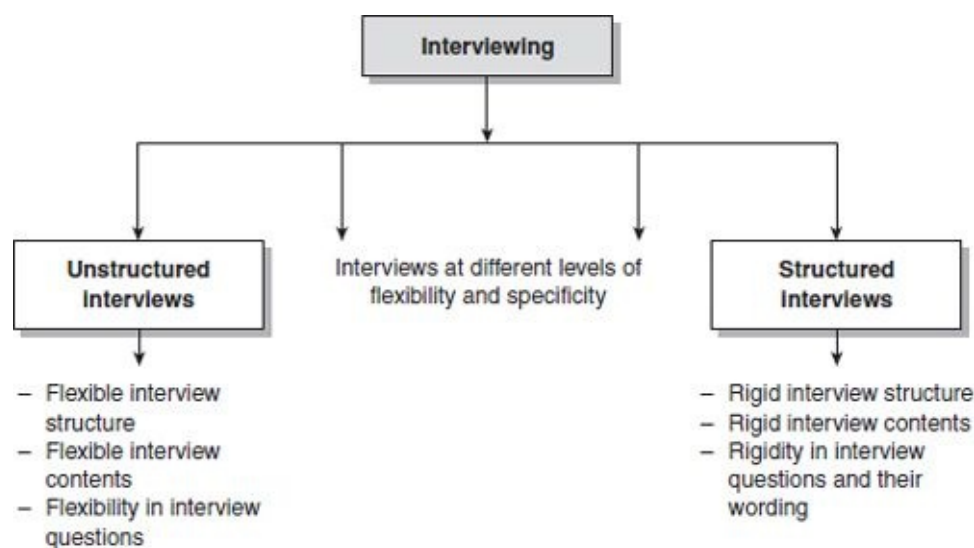 Interviewing
Unstructured
interviews
Interviews at different levels of
flexibility and specificity
Structured
interviews
– Flexible interview
structure
– Flexible interview
contents
– Flexibility in interview
questions
– Rigid interview structure
– Rigid interview contents
– Rigidity in interview
questions and their
wording